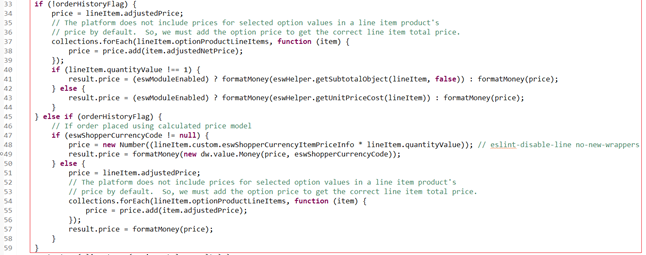 33 if (!orderHistoryFlag) {
34 price = lineItem.adjustedPrice;
35 // The platform does not include prices for selected option values in a line item product's
36 // price by default.  So, we must add the option price to get the correct line item total price.
37 collections.forEach(lineItem.optionProductLineItems, function (item) {
38 price = price.add(item.adjustedNetPrice);
39 });
40 if (lineItem.quantityValue !== 1) {
41 result.price = (eswModuleEnabled) ? formatMoney(eswHelper.getSubtotalObject(lineItem, false)) : formatMoney(price);
42 } else {
43 result.price = (eswModuleEnabled) ? formatMoney(eswHelper.getUnitPriceCost(lineItem)) : formatMoney(price);
44 }
45 } else if (orderHistoryFlag) {
46 // If order placed using calculated price model
47 if (eswShopperCurrencyCode != null) {
48 price = new Number((lineItem.custom.eswShopperCurrencyItemPriceInfo * lineItem.quantityValue)); // eslint-disable-line no-new-wrappers
49 result.price = formatMoney(new dw.value.Money(price, eswShopperCurrencyCode));
50 } else {
51 price = lineItem.adjustedPrice;
52 // The platform does not include prices for selected option values in a line item product's
53 // price by default.  So, we must add the option price to get the correct line item total price.
54 collections.forEach(lineItem.optionProductLineItems, function (item) {
55 price = price.add(item.adjustedPrice);
56 });
57 result.price = formatMoney(price);
58 }
59 }